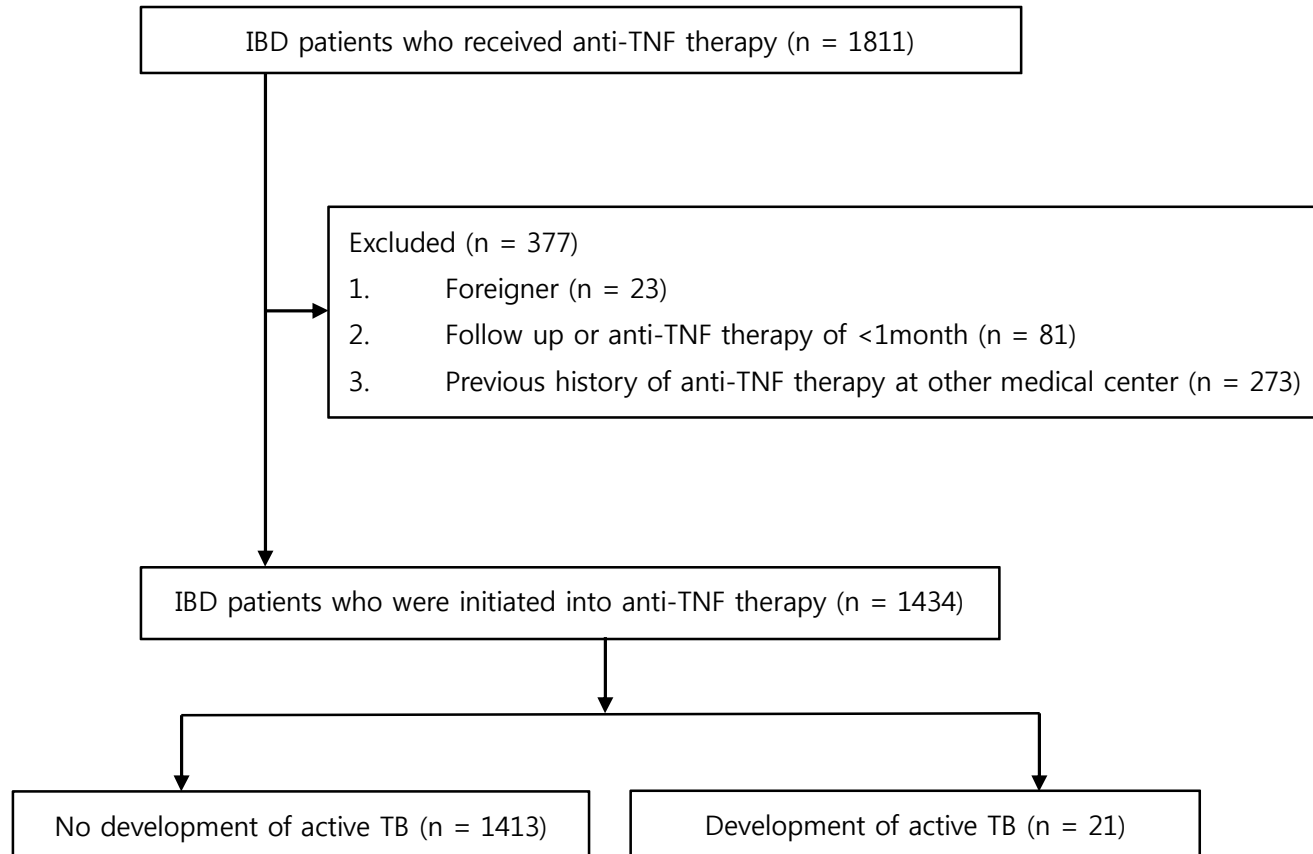 IBD patients who received anti-TNF therapy (n = 1811)
Excluded (n = 377)
1. Foreigner (n = 23)
2. Follow up or anti-TNF therapy of <1month (n = 81)
3. Previous history of anti-TNF therapy at other medical center (n = 273)
IBD patients who were initiated into anti-TNF therapy (n = 1434)
No development of active TB (n = 1413)
Development of active TB (n = 21)